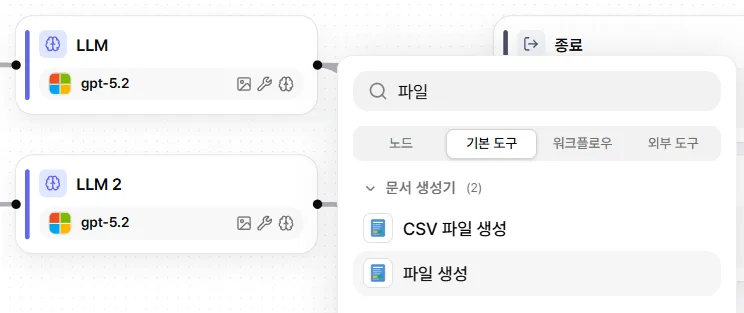 LLM
gpt-5.2
종료
파일
노드
기본 도구
워크플로우
외부 도구
LLM 2
gpt-5.2
문서 생성기 (2)
CSV 파일 생성
파일 생성